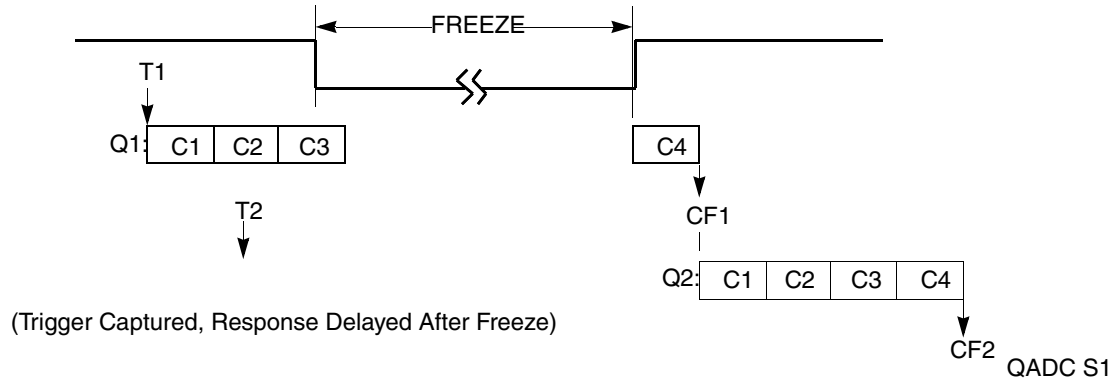 FREEZE
T1
Q1: C1 C2 C3
C4
T2
CF1
Q2: C1 C2 C3 C4
(Trigger Captured, Response Delayed After Freeze)
CF2
QADC S1